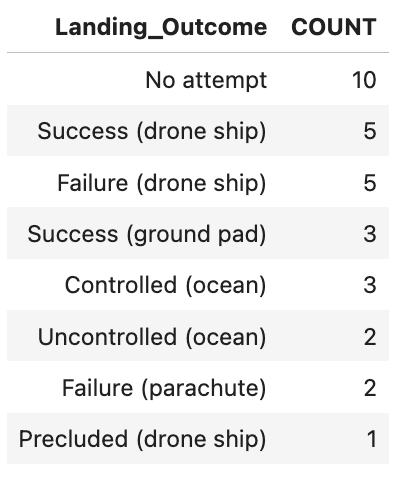 Landing_Outcome COUNT
No attempt 10
Success (drone ship) 5
Failure (drone ship) 5
Success (ground pad) 3
Controlled (ocean) 3
Uncontrolled (ocean) 2
Failure (parachute) 2
Precluded (drone ship) 1